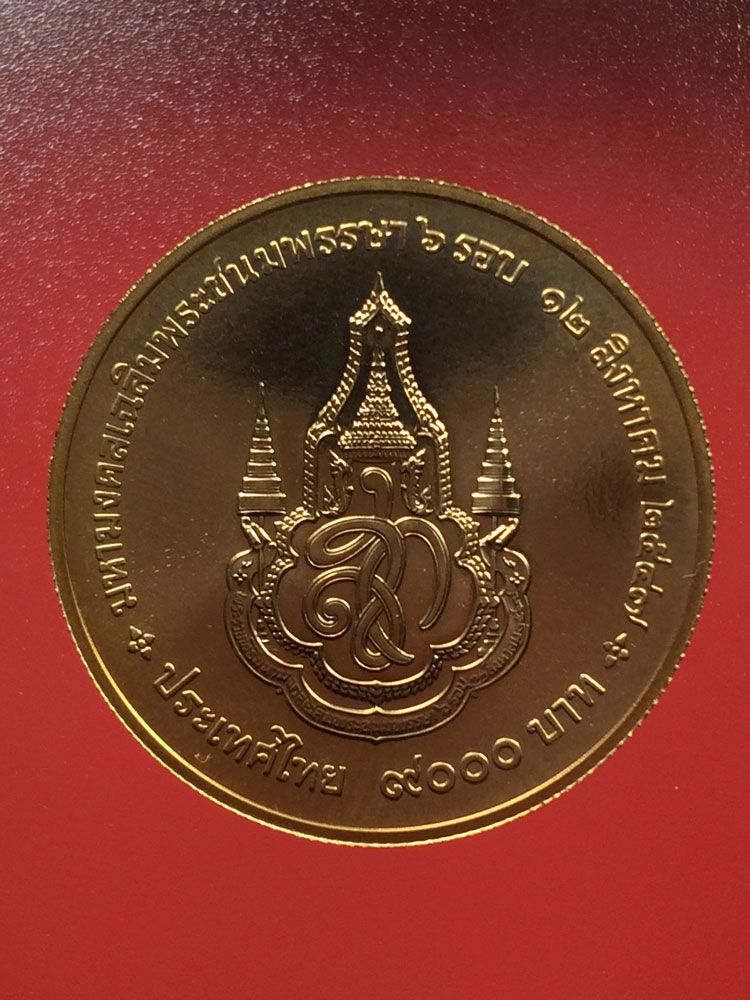 มหามงคลเฉลิมพระชนมพรรษา ๖ รอบ ๑๒ สิงหาคม ๒๕๔๗
ประเทศไทย ๙๐๐๐ บาท